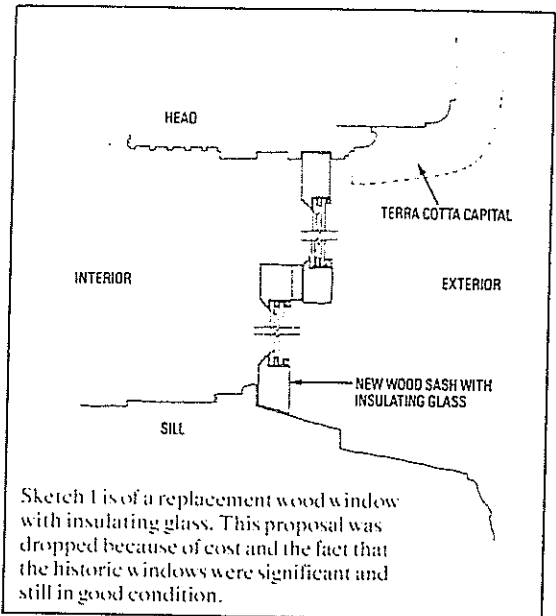 HEAD
TERRA COTTA CAPITAL
INTERIOR
EXTERIOR
NEW WOOD SASH WITH
INSULATING GLASS
SILL
Sketch 1 is of a replacement wood window
with insulating glass. This proposal was
dropped because of cost and the fact that
the historic windows were significant and
still in good condition.